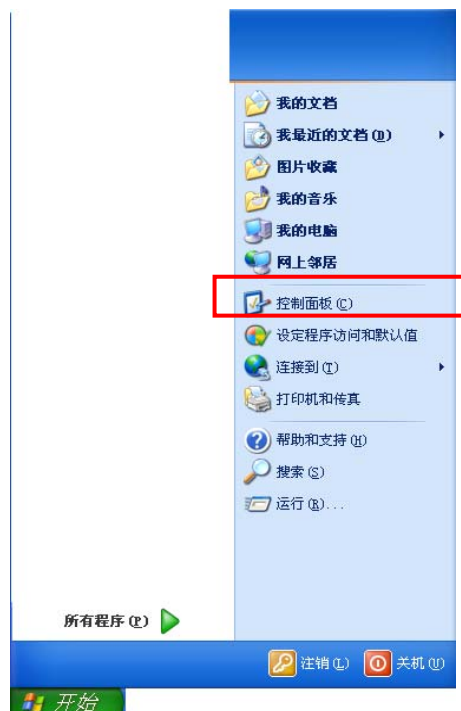 我的文档
我最近的文档(D)
图片收藏
我的音乐
我的电脑
网上邻居
控制面板(C)
设定程序访问和默认值
连接到(T)
打印机和传真
帮助和支持(H)
搜索(S)
运行(R)...
所有程序(P)
注销(L) 关机(U)
开始